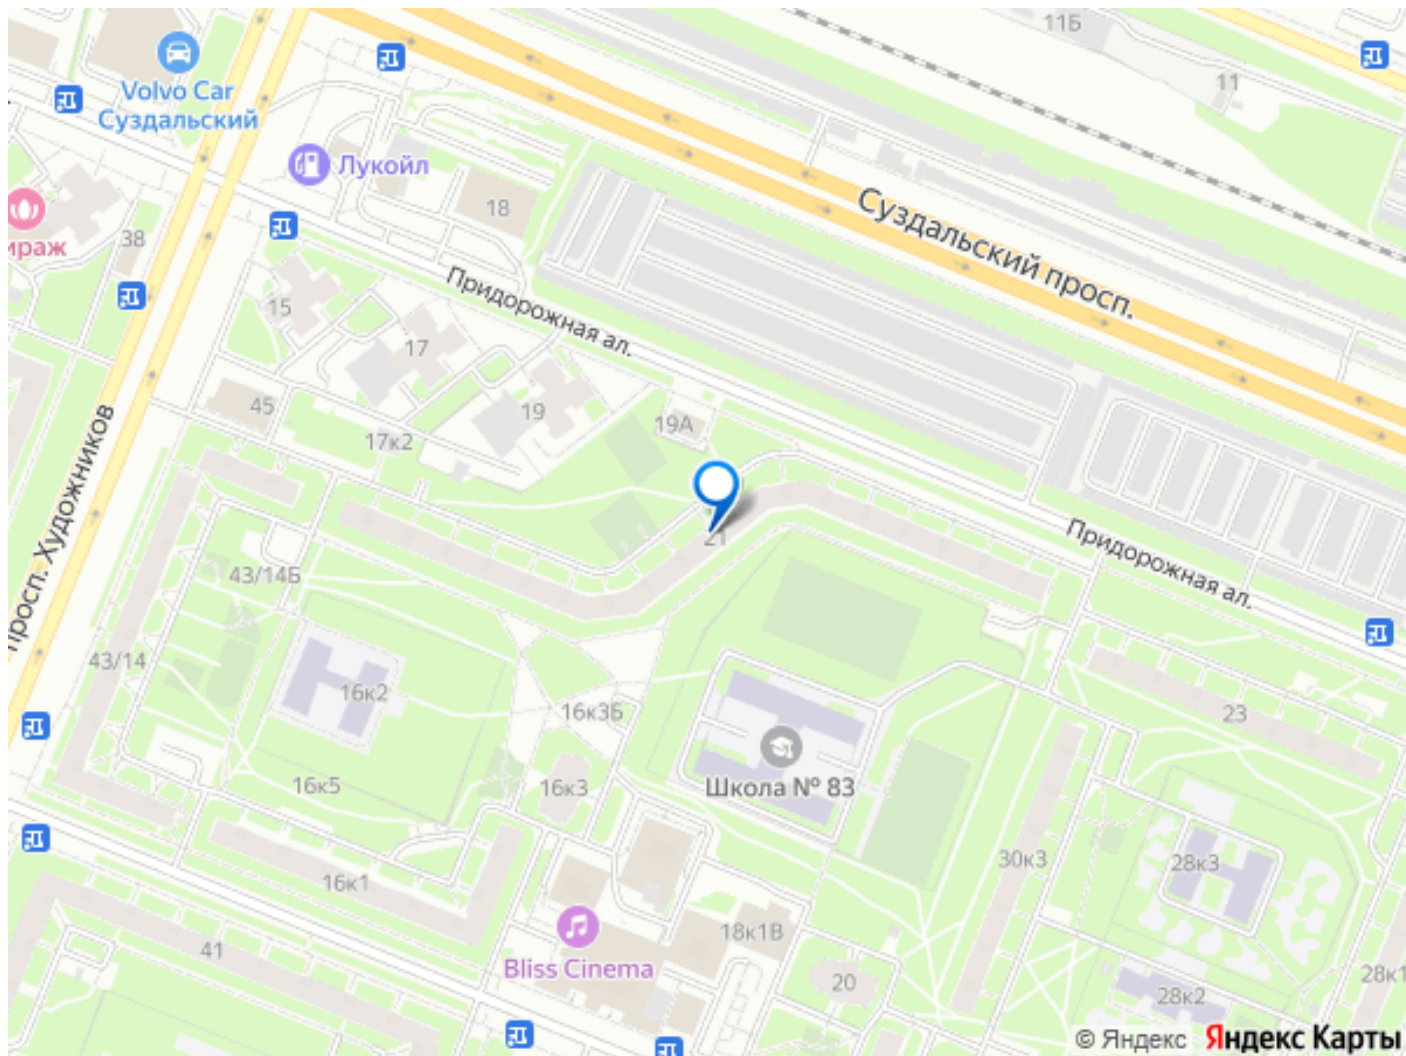 11Б
11
Volvo Car
Суздальский
Лукойл
18
Суздальский просп.
38
ираж
Придорожная ал.
15
17
19
45
19А
17к2
просп. Художников
21
Придорожная ал.
43/14Б
43/14
16к2
16к3Б
23
16к5
16к3
Школа № 83
30к3
28к3
16к1
18к1В
41
Bliss Cinema
20
28к1
28к2
© Яндекс Яндекс Карты